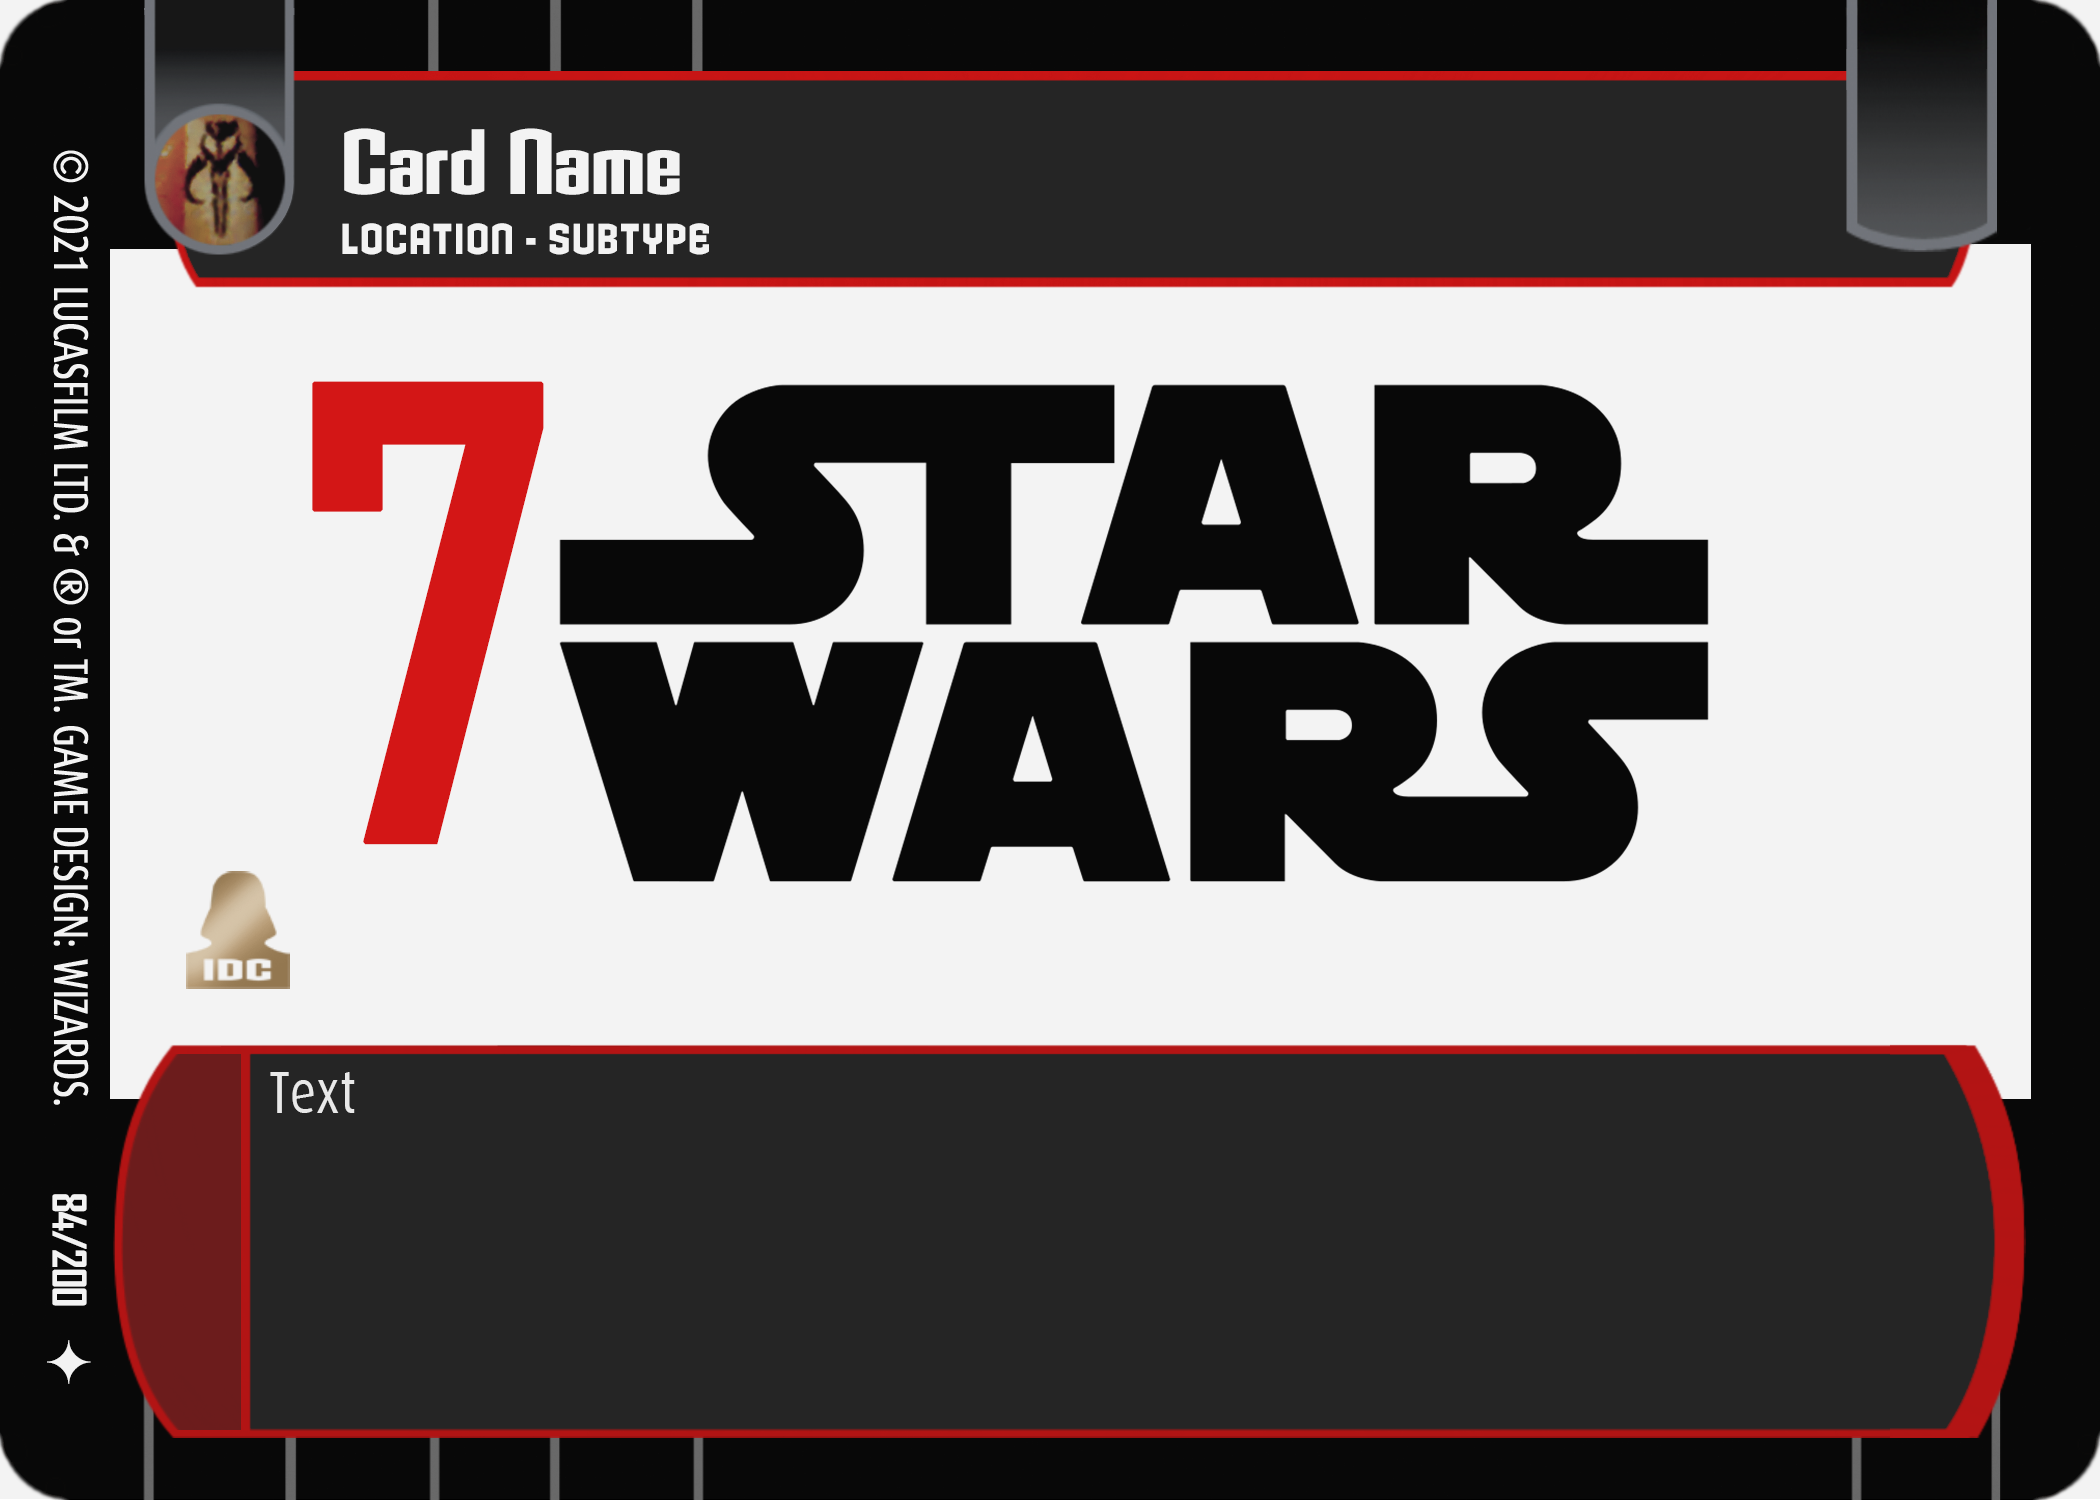 Card Name
LOCATION - SUBTYPE
7
STAR
WARS
IDC
Text
© 2021 LUCASFILM LTD. & ® or TM. GAME DESIGN: WIZARDS.
84/200